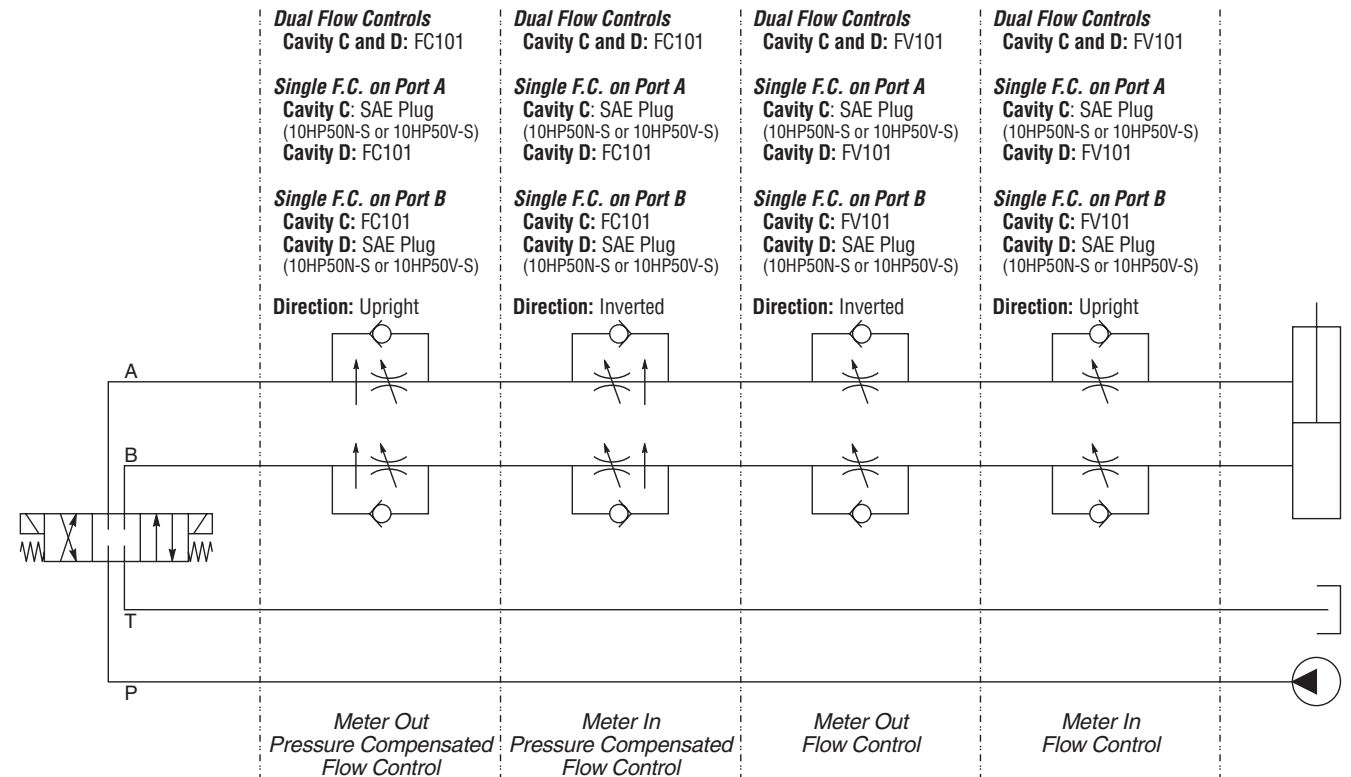 Dual Flow Controls
Cavity C and D: FC101
Single F.C. on Port A
Cavity C: SAE Plug
(10HP50N-S or 10HP50V-S)
Cavity D: FC101
Single F.C. on Port B
Cavity C: FC101
Cavity D: SAE Plug
(10HP50N-S or 10HP50V-S)
Direction: Upright
Dual Flow Controls
Cavity C and D: FC101
Single F.C. on Port A
Cavity C: SAE Plug
(10HP50N-S or 10HP50V-S)
Cavity D: FC101
Single F.C. on Port B
Cavity C: FC101
Cavity D: SAE Plug
(10HP50N-S or 10HP50V-S)
Direction: Inverted
Dual Flow Controls
Cavity C and D: FV101
Single F.C. on Port A
Cavity C: SAE Plug
(10HP50N-S or 10HP50V-S)
Cavity D: FV101
Single F.C. on Port B
Cavity C: FV101
Cavity D: SAE Plug
(10HP50N-S or 10HP50V-S)
Direction: Inverted
Dual Flow Controls
Cavity C and D: FV101
Single F.C. on Port A
Cavity C: SAE Plug
(10HP50N-S or 10HP50V-S)
Cavity D: FV101
Single F.C. on Port B
Cavity C: FV101
Cavity D: SAE Plug
(10HP50N-S or 10HP50V-S)
Direction: Upright
A
B
T
P
Meter Out
Pressure Compensated
Flow Control
Meter In
Pressure Compensated
Flow Control
Meter Out
Flow Control
Meter In
Flow Control